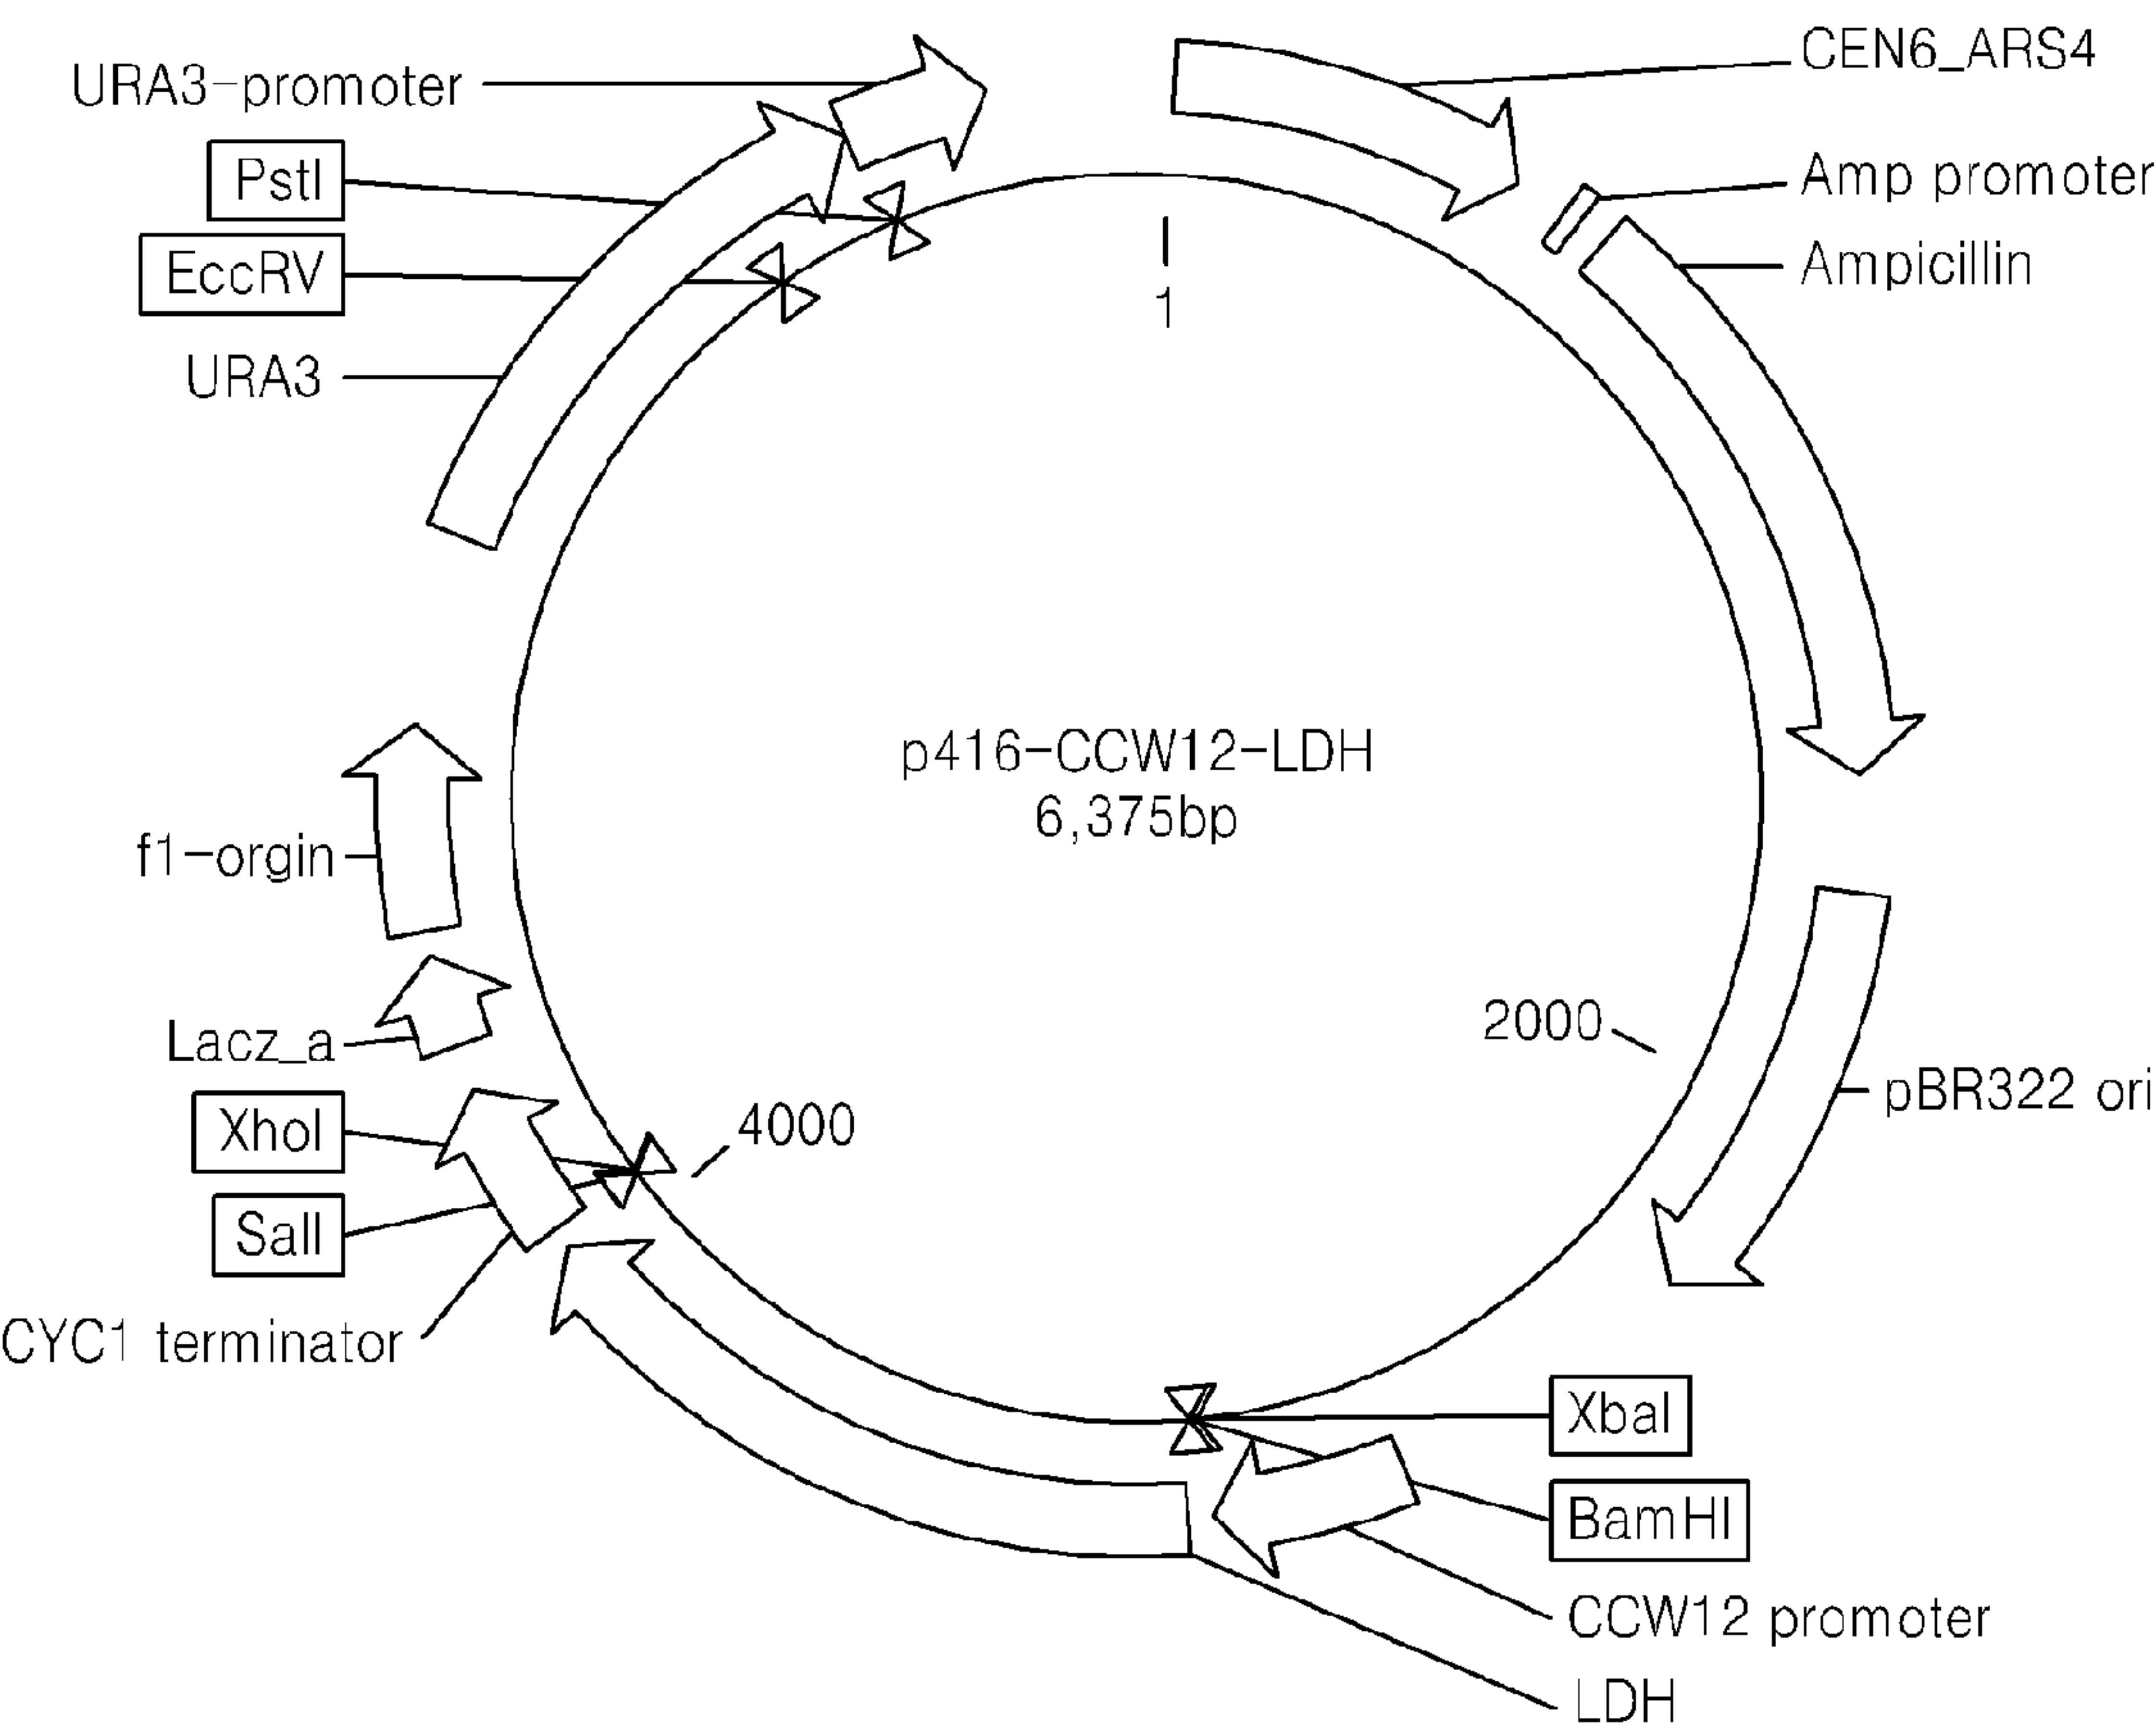 URA3-promoter
PstI
EccRV
URA3
f1-orgin
Lacz_a
XhoI
SalI
CYC1 terminator
CEN6_ARS4
Amp promoter
Ampicillin
1
p416-CCW12-LDH
6,375bp
2000
4000
pBR322 ori
XbaI
BamHI
CCW12 promoter
LDH